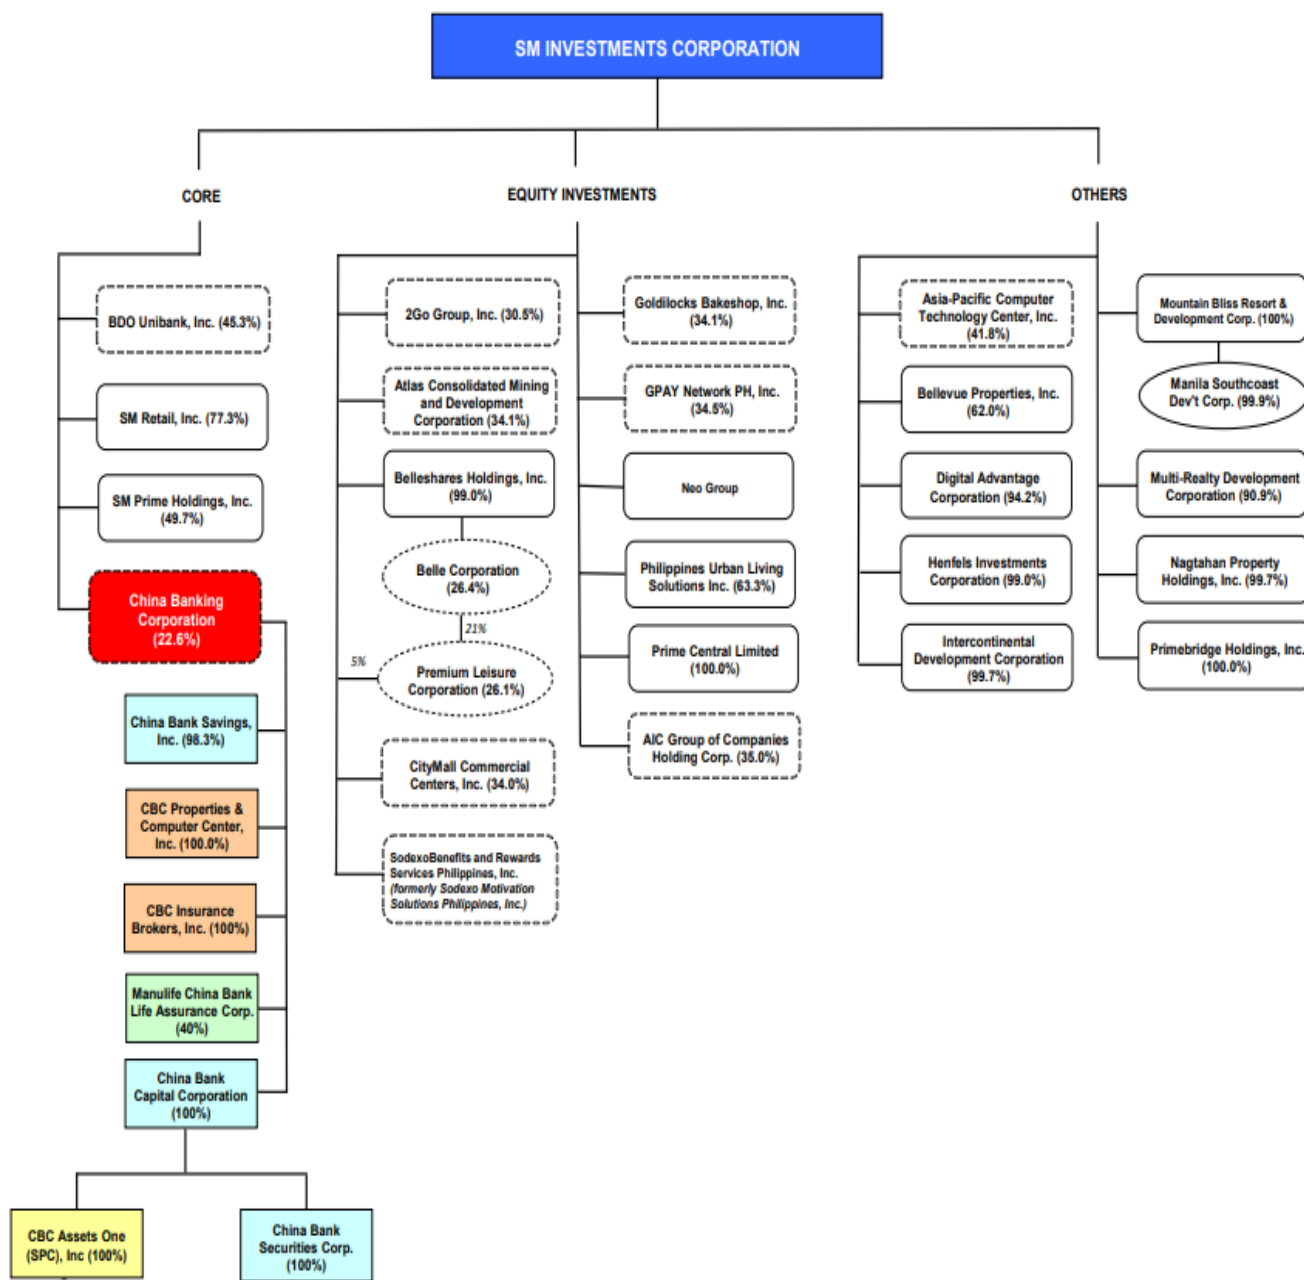 SM INVESTMENTS CORPORATION
CORE
EQUITY INVESTMENTS
OTHERS
BDO Unibank, Inc. (45.3%)
SM Retail, Inc. (77.3%)
SM Prime Holdings, Inc.
(49.7%)
China Banking
Corporation
(22.6%)
China Bank Savings,
Inc. (98.3%)
CBC Properties &
Computer Center,
Inc. (100.0%)
CBC Insurance
Brokers, Inc. (100%)
Manulife China Bank
Life Assurance Corp.
(40%)
China Bank
Capital Corporation
(100%)
CBC Assets One
(SPC), Inc (100%)
China Bank
Securities Corp.
(100%)
2Go Group, Inc. (30.5%)
Atlas Consolidated Mining
and Development
Corporation (34.1%)
Belleshares Holdings, Inc.
(99.0%)
Belle Corporation
(26.4%)
21%
5%
Premium Leisure
Corporation (26.1%)
CityMall Commercial
Centers, Inc. (34.0%)
SodexoBenefits and Rewards
Services Philippines, Inc.
(formerly Sodexo Motivation
Solutions Philippines, Inc.)
Goldilocks Bakeshop, Inc.
(34.1%)
GPAY Network PH, Inc.
(34.5%)
Neo Group
Philippines Urban Living
Solutions Inc. (63.3%)
Prime Central Limited
(100.0%)
AIC Group of Companies
Holding Corp. (35.0%)
Asia-Pacific Computer
Technology Center, Inc.
(41.8%)
Bellevue Properties, Inc.
(62.0%)
Digital Advantage
Corporation (94.2%)
Henfels Investments
Corporation (99.0%)
Intercontinental
Development Corporation
(99.7%)
Mountain Bliss Resort &
Development Corp. (100%)
Manila Southcoast
Dev't Corp. (99.9%)
Multi-Realty Development
Corporation (90.9%)
Nagtahan Property
Holdings, Inc. (99.7%)
Primebridge Holdings, Inc.
(100.0%)